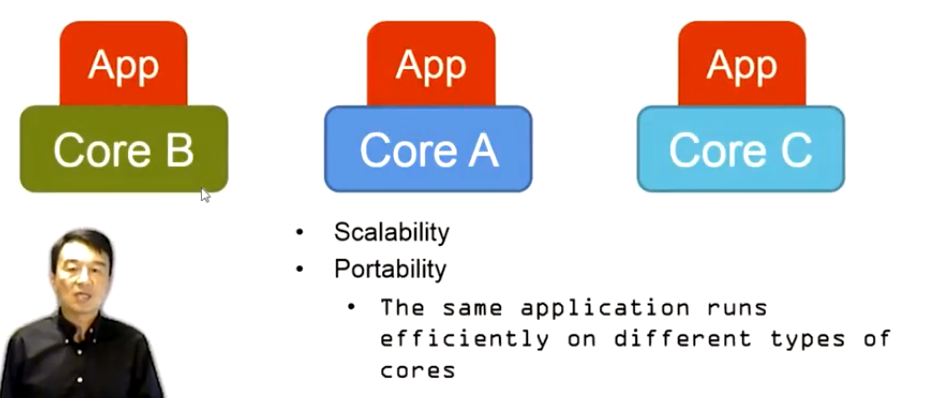 App
App
App
Core B
Core A
Core C
• Scalability
• Portability
• The same application runs
efficiently on different types of
cores